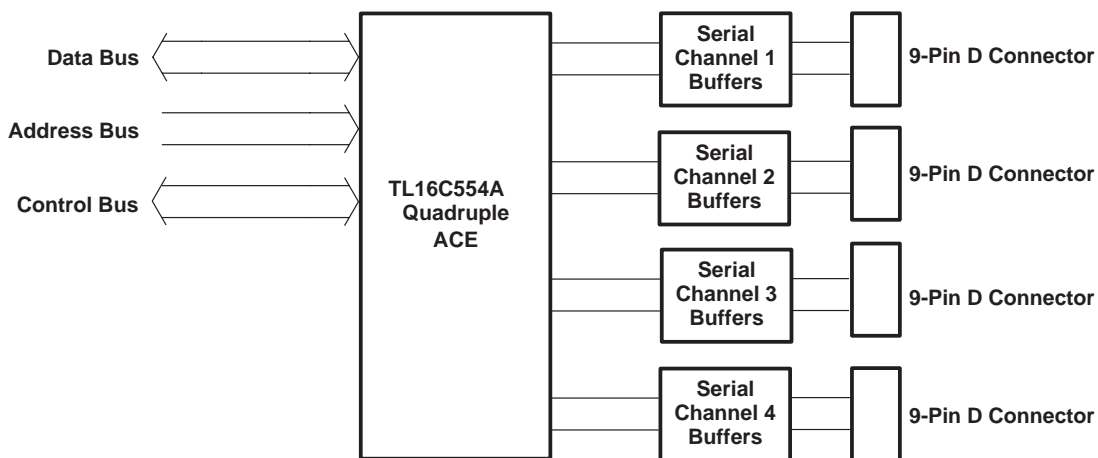 Data Bus
Address Bus
Control Bus
TL16C554A
Quadruple
ACE
Serial
Channel 1
Buffers
9-Pin D Connector
Serial
Channel 2
Buffers
9-Pin D Connector
Serial
Channel 3
Buffers
9-Pin D Connector
Serial
Channel 4
Buffers
9-Pin D Connector